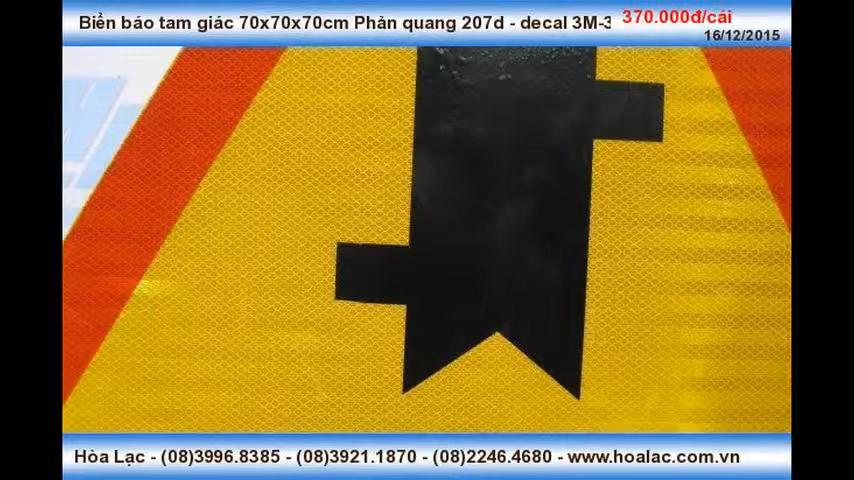 Biển báo tam giác 70x70x70cm Phản quang 207d - decal 3M-3
370.000đ/cái
16/12/2015
Hòa Lạc - (08)3996.8385 - (08)3921.1870 - (08)2246.4680 - www.hoalac.com.vn